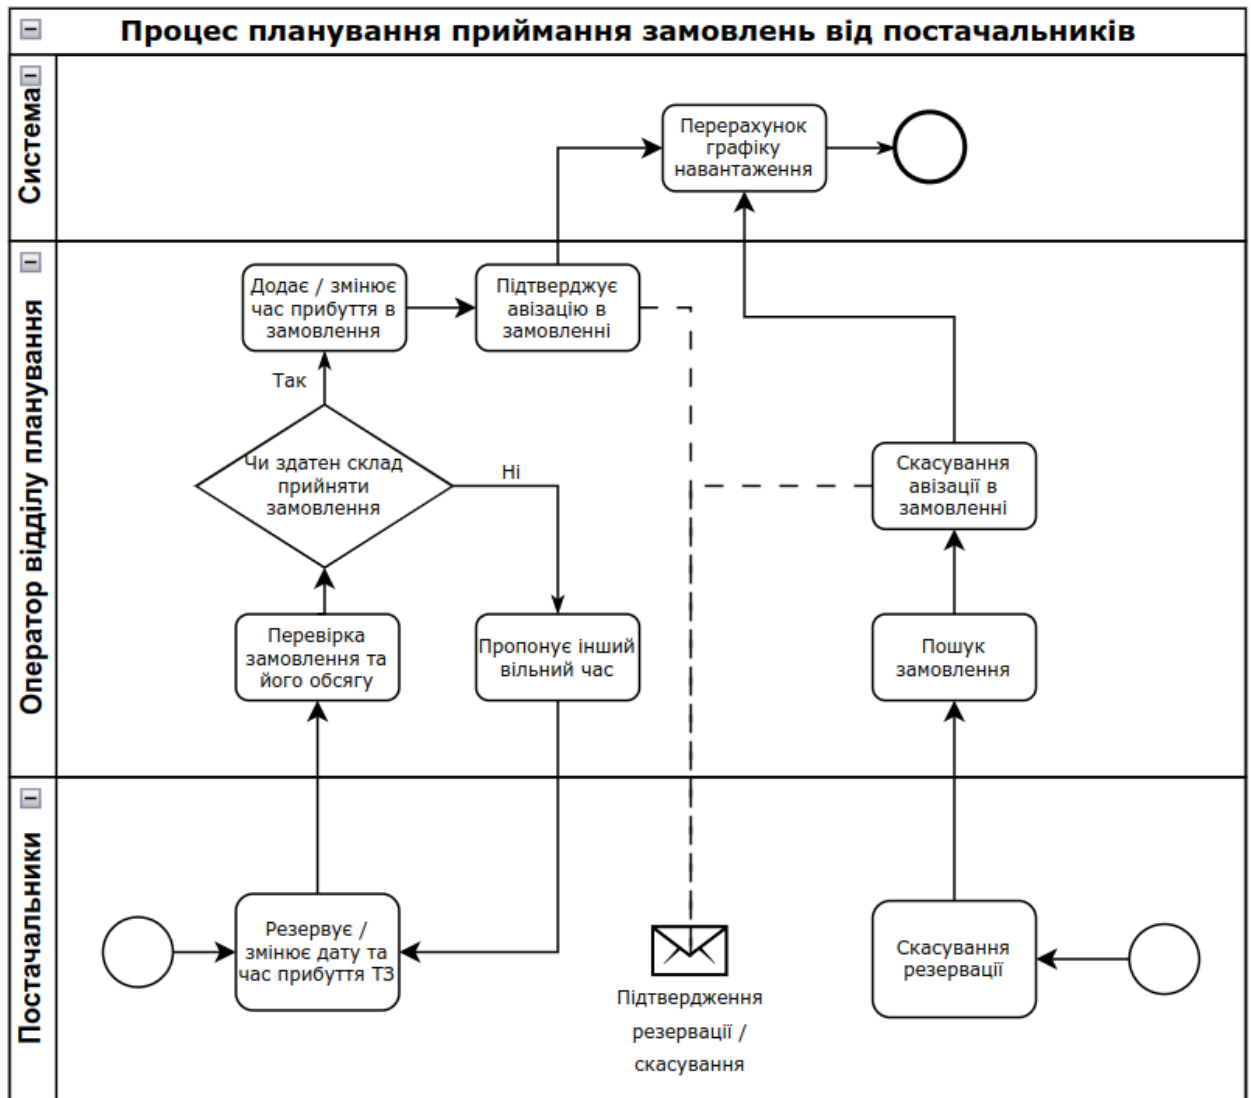 Процес планування приймання замовлень від постачальників
Система
Перерахунок
графіку
навантаження
Оператор відділу планування
Додає / змінює
час прибуття в
замовлення
Підтверджує
авізацію в
замовленні
Так
Чи здатен склад
прийняти
замовлення
Ні
Скасування
авізації в
замовленні
Перевірка
замовлення та
його обсягу
Пропонує інший
вільний час
Пошук
замовлення
Постачальники
Резервує /
змінює дату та
час прибуття ТЗ
Підтвердження
резервації /
скасування
Скасування
резервації